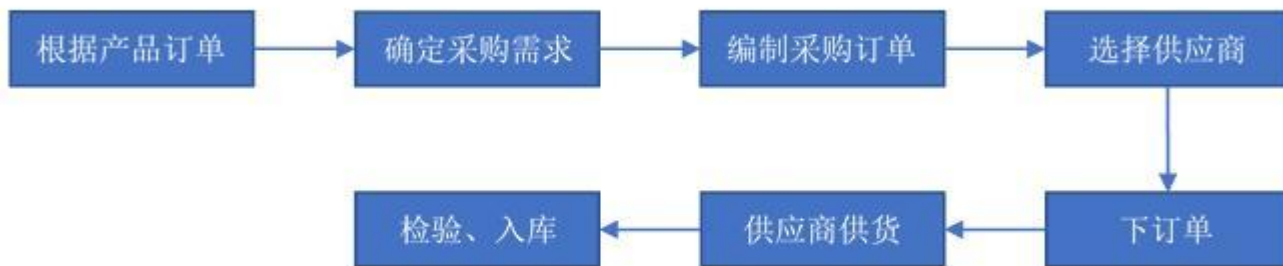 根据产品订单
确定采购需求
编制采购订单
选择供应商
下订单
供应商供货
检验、入库